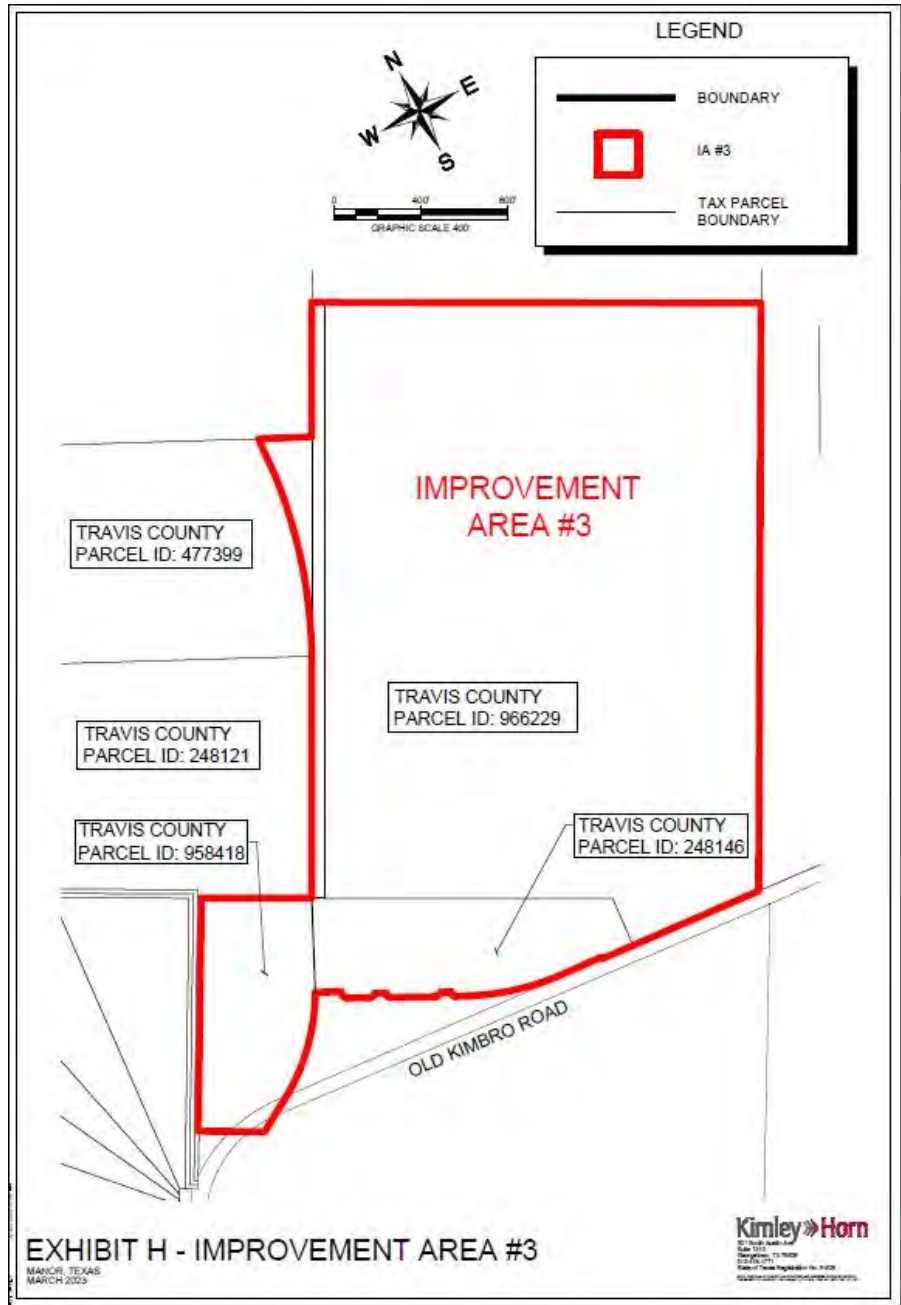 LEGEND
BOUNDARY
IA #3
TAX PARCEL
BOUNDARY
N
E
W
S
0 400' 800'
GRAPHIC SCALE 400'
IMPROVEMENT
AREA #3
TRAVIS COUNTY
PARCEL ID: 477399
TRAVIS COUNTY
PARCEL ID: 966229
TRAVIS COUNTY
PARCEL ID: 248121
TRAVIS COUNTY
PARCEL ID: 958418
TRAVIS COUNTY
PARCEL ID: 248146
OLD KIMBRO ROAD
EXHIBIT H - IMPROVEMENT AREA #3
MANOR, TEXAS
MARCH 2023
Kimley»Horn